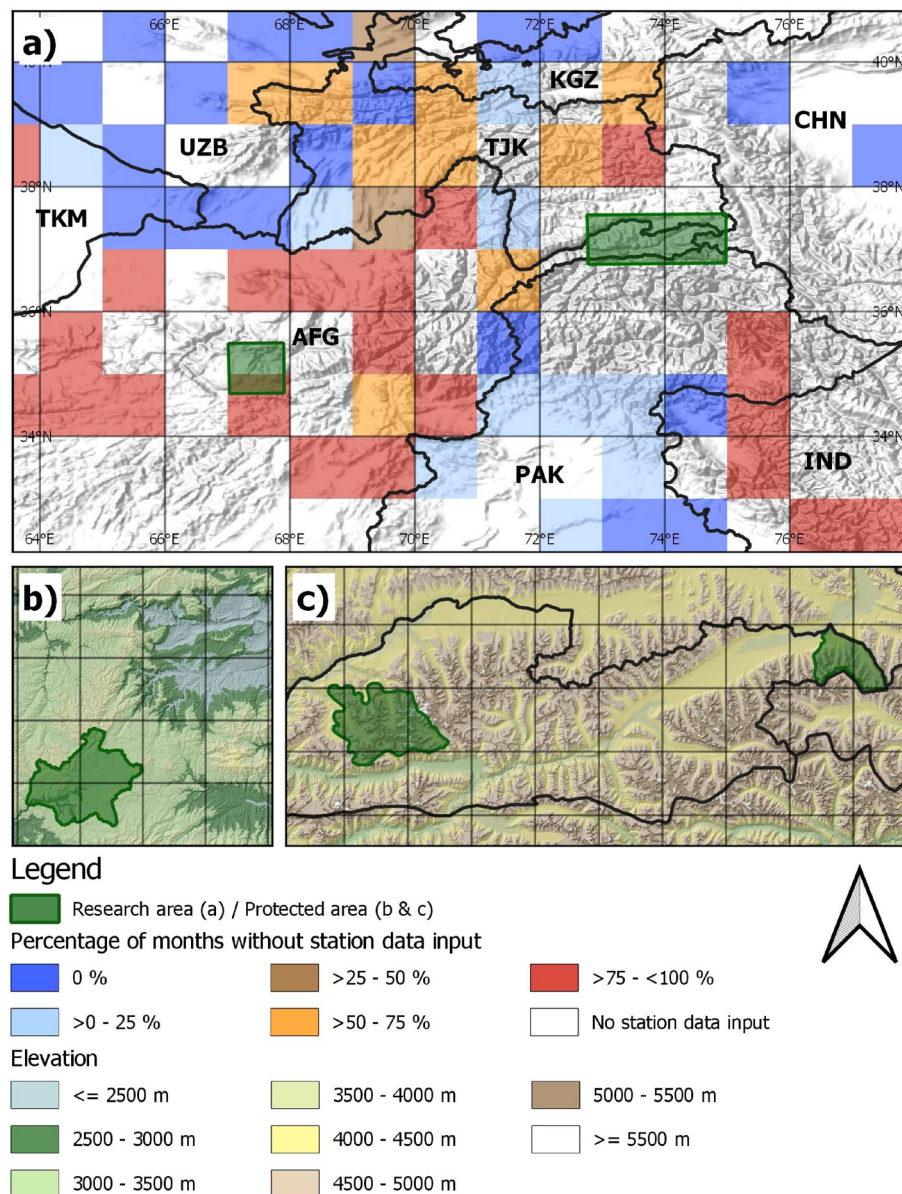 a)
66°E 68°E 70°E 72°E 74°E 76°E
40°N 40°N
KGZ
CHN
UZB TJK
38°N 38°N
TKM
36°N 36°N
AFG
34°N 34°N
PAK IND
64°E 66°E 68°E 70°E 72°E 74°E 76°E
b) c)
Legend
Research area (a) / Protected area (b & c)
Percentage of months without station data input
0 % >25 - 50 % >75 - <100 %
>0 - 25 % >50 - 75 % No station data input
Elevation
<= 2500 m 3500 - 4000 m 5000 - 5500 m
2500 - 3000 m 4000 - 4500 m >= 5500 m
3000 - 3500 m 4500 - 5000 m